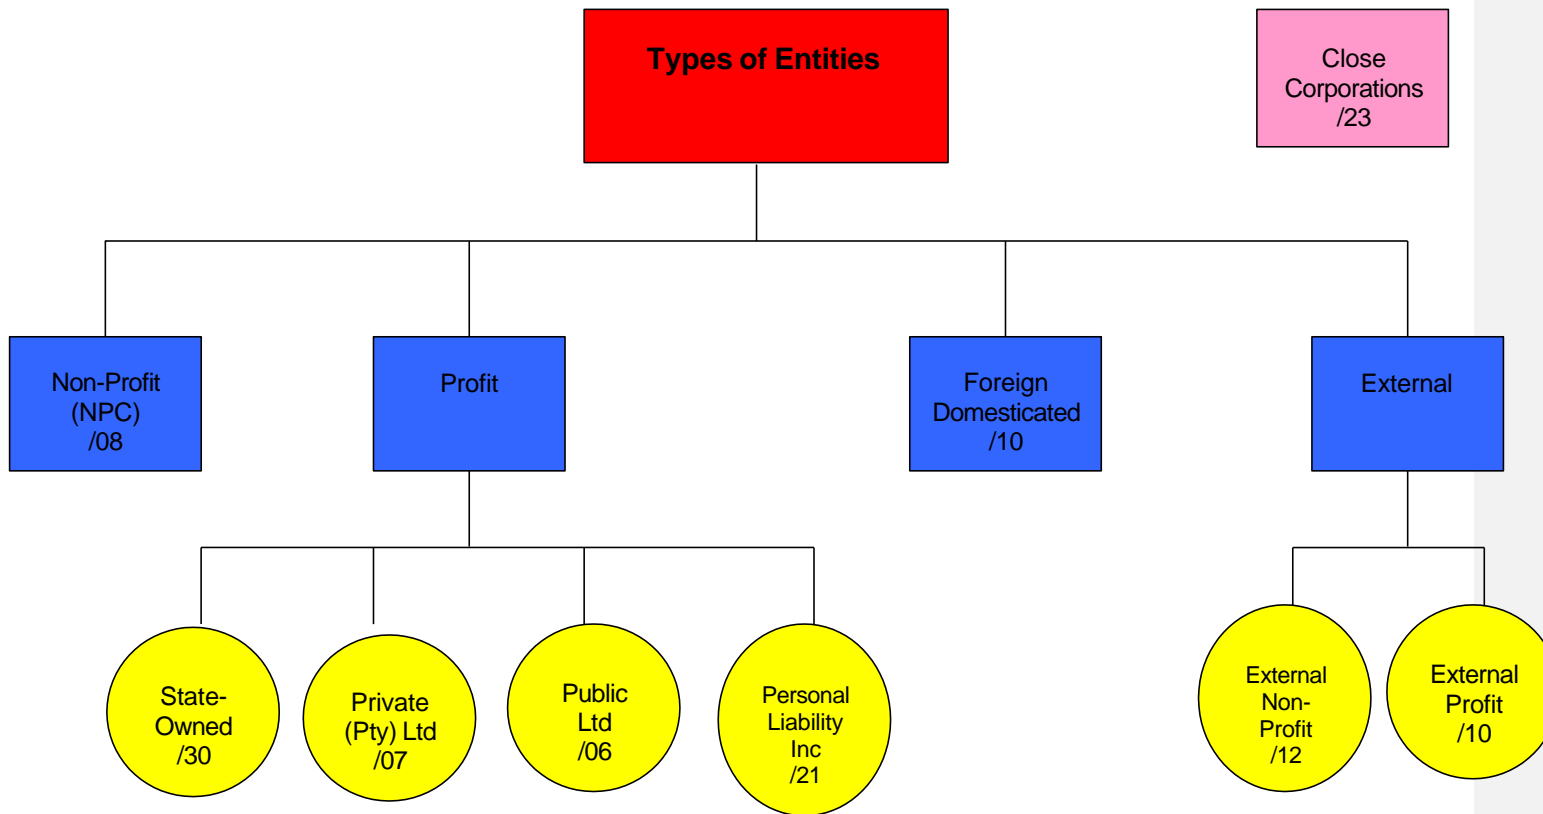 Types of Entities
Close
Corporations
/23
Non-Profit
(NPC)
/08
Profit
Foreign
Domesticated
/10
External
State-
Owned
/30
Private
(Pty) Ltd
/07
Public
Ltd
/06
Personal
Liability
Inc
/21
External
Non-
Profit
/12
External
Profit
/10